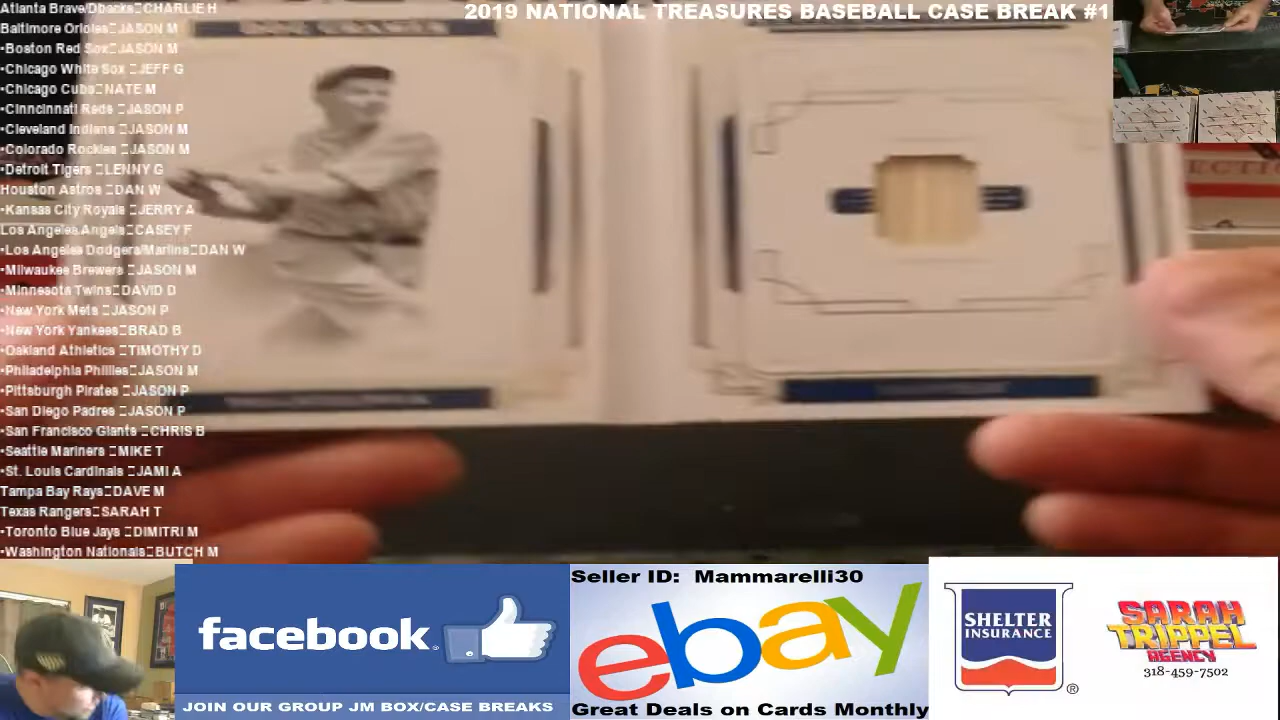 2019 NATIONAL TREASURES BASEBALL CASE BREAK #1
Atlanta Brave/Dbacks CHARLIE H
Baltimore Orioles JASON M
•Boston Red Sox JASON M
•Chicago White Sox JEFF G
•Chicago Cubs NATE M
•Cinncinnati Reds JASON P
•Cleveland Indians JASON M
•Colorado Rockies JASON M
•Detroit Tigers LENNY G
Houston Astros DAN W
•Kansas City Royals JERRY A
Los Angeles Angels CASEY F
•Los Angeles Dodgers/Marlins DAN W
•Milwaukee Brewers JASON M
•Minnesota Twins DAVID D
•New York Mets JASON P
•New York Yankees BRAD B
•Oakland Athletics TIMOTHY D
•Philadelphia Phillies JASON M
•Pittsburgh Pirates JASON P
•San Diego Padres JASON P
•San Francisco Giants CHRIS B
•Seattle Mariners MIKE T
•St. Louis Cardinals JAMI A
Tampa Bay Rays DAVE M
Texas Rangers SARAH T
•Toronto Blue Jays DIMITRI M
•Washington Nationals BUTCH M
facebook
JOIN OUR GROUP JM BOX/CASE BREAKS
Seller ID: Mammarelli30
ebay
Great Deals on Cards Monthly
SHELTER
INSURANCE
®
SARAH
TRIPPEL
AGENCY
318-459-7502